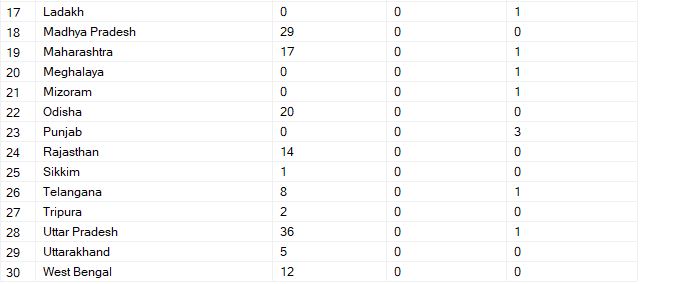 17 Ladakh 0 0 1
18 Madhya Pradesh 29 0 0
19 Maharashtra 17 0 1
20 Meghalaya 0 0 1
21 Mizoram 0 0 1
22 Odisha 20 0 0
23 Punjab 0 0 3
24 Rajasthan 14 0 0
25 Sikkim 1 0 0
26 Telangana 8 0 1
27 Tripura 2 0 0
28 Uttar Pradesh 36 0 1
29 Uttarakhand 5 0 0
30 West Bengal 12 0 0